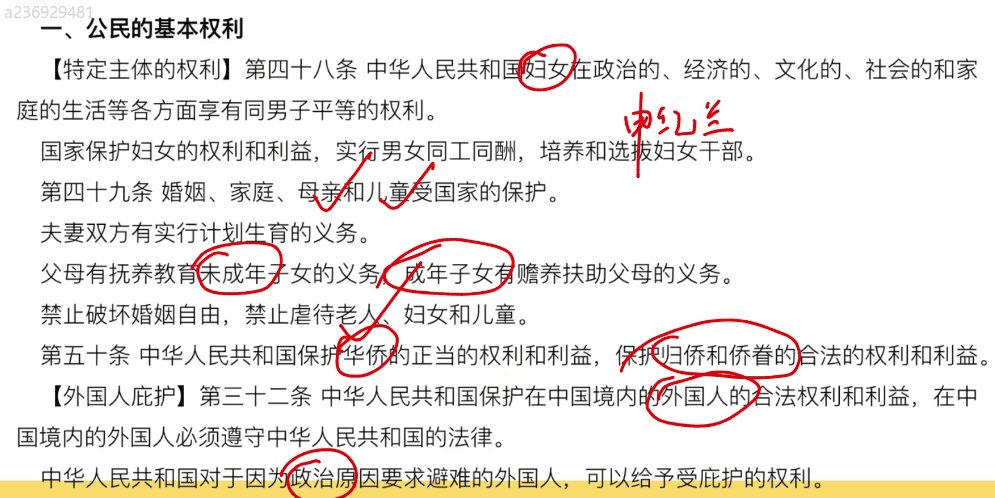 a236929481
一、公民的基本权利
【特定主体的权利】第四十八条 中华人民共和国妇女在政治的、经济的、文化的、社会的和家
庭的生活等各方面享有同男子平等的权利。
申纪兰
国家保护妇女的权利和利益，实行男女同工同酬，培养和选拔妇女干部。
第四十九条 婚姻、家庭、母亲和儿童受国家的保护。
夫妻双方有实行计划生育的义务。
父母有抚养教育未成年子女的义务，成年子女有赡养扶助父母的义务。
禁止破坏婚姻自由，禁止虐待老人、妇女和儿童。
第五十条 中华人民共和国保护华侨的正当的权利和利益，保护归侨和侨眷的合法的权利和利益。
【外国人庇护】第三十二条 中华人民共和国保护在中国境内的外国人的合法权利和利益，在中
国境内的外国人必须遵守中华人民共和国的法律。
中华人民共和国对于因为政治原因要求避难的外国人，可以给予受庇护的权利。